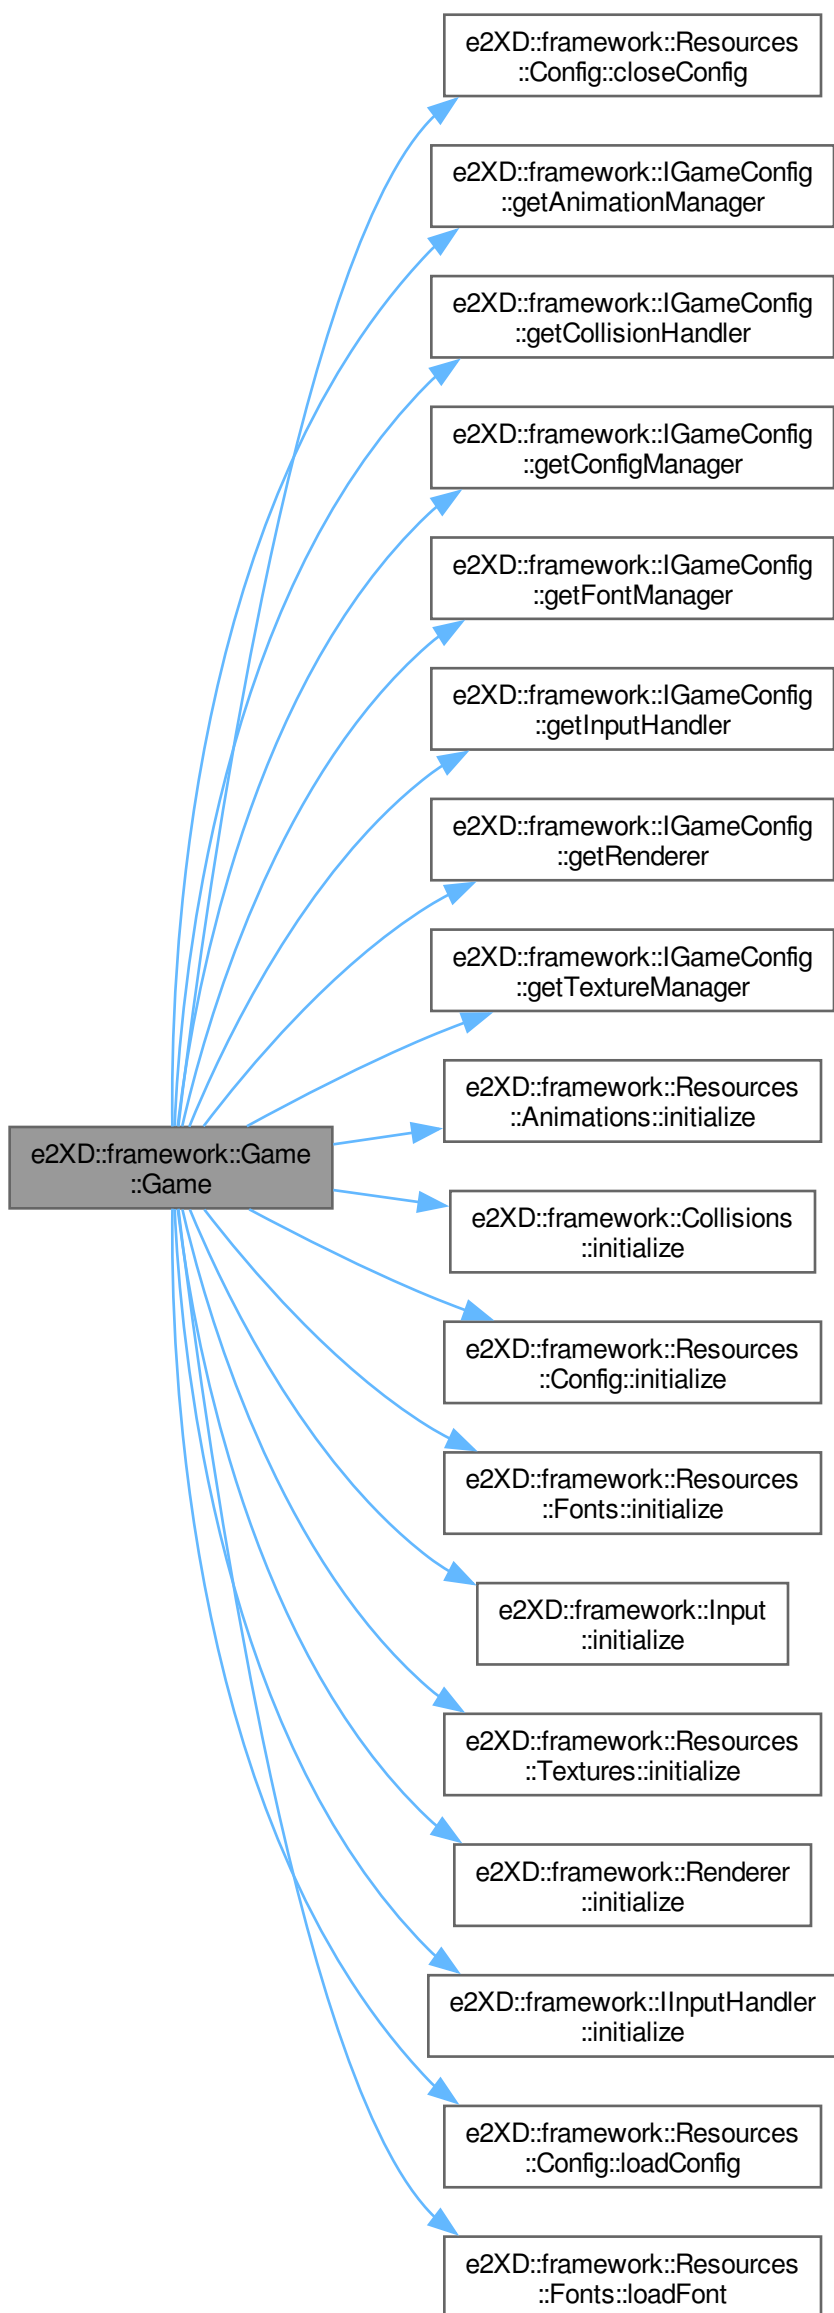 e2XD::framework::Resources
::Config::closeConfig
e2XD::framework::IGameConfig
::getAnimationManager
e2XD::framework::IGameConfig
::getCollisionHandler
e2XD::framework::IGameConfig
::getConfigManager
e2XD::framework::IGameConfig
::getFontManager
e2XD::framework::IGameConfig
::getInputHandler
e2XD::framework::IGameConfig
::getRenderer
e2XD::framework::IGameConfig
::getTextureManager
e2XD::framework::Resources
::Animations::initialize
e2XD::framework::Game
::Game
e2XD::framework::Collisions
::initialize
e2XD::framework::Resources
::Config::initialize
e2XD::framework::Resources
::Fonts::initialize
e2XD::framework::Input
::initialize
e2XD::framework::Resources
::Textures::initialize
e2XD::framework::Renderer
::initialize
e2XD::framework::IInputHandler
::initialize
e2XD::framework::Resources
::Config::loadConfig
e2XD::framework::Resources
::Fonts::loadFont